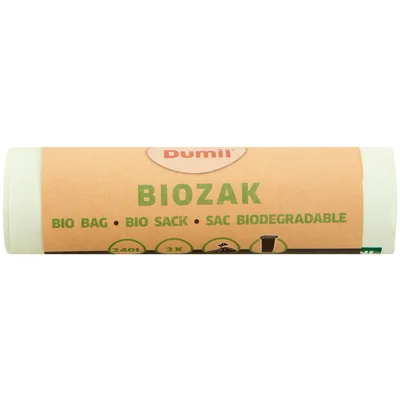 Dumil®
BIOZAK
BIO BAG • BIO SACK • SAC BIODEGRADABLE
240L 3X